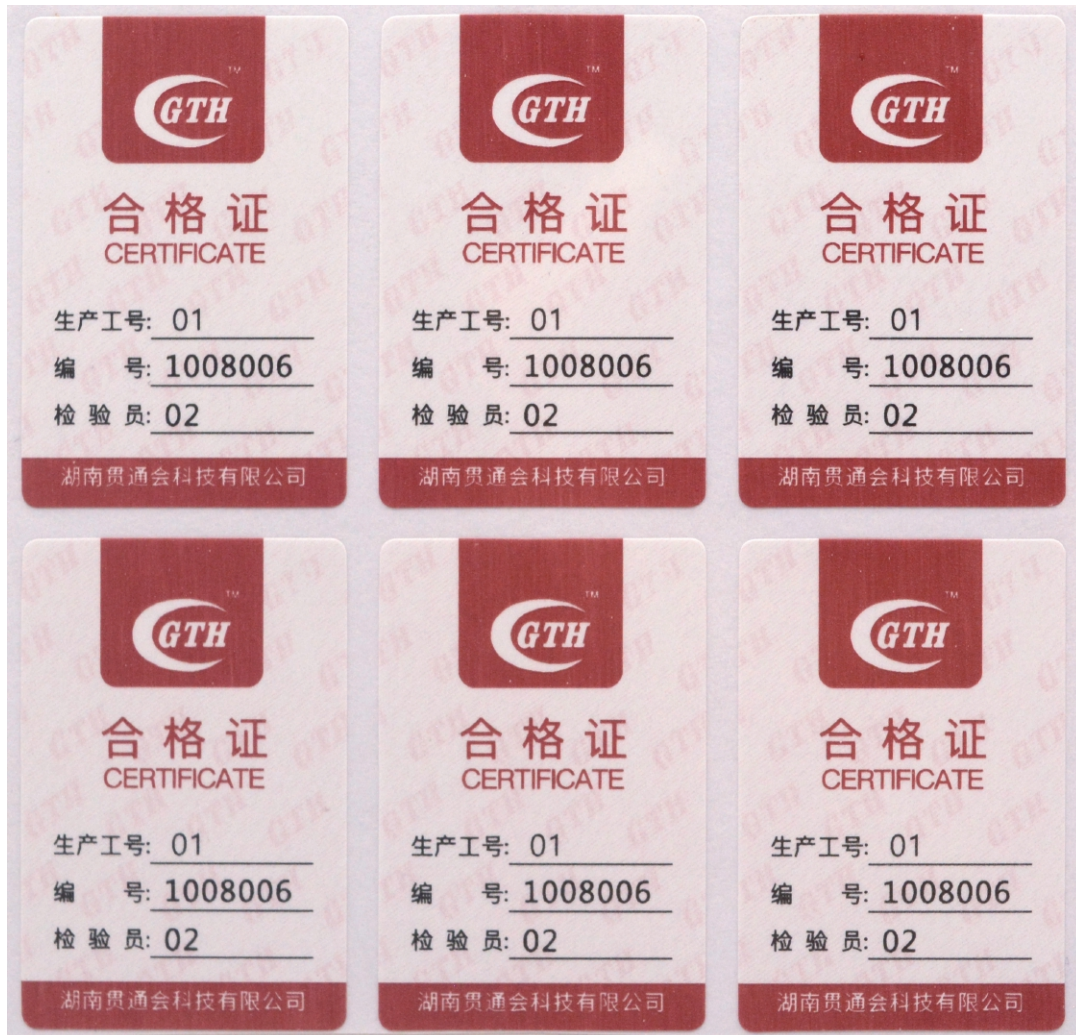 GTH TM
合格证
CERTIFICATE
生产工号: 01
编 号: 1008006
检验员: 02
湖南贯通会科技有限公司
GTH TM
合格证
CERTIFICATE
生产工号: 01
编 号: 1008006
检验员: 02
湖南贯通会科技有限公司
GTH TM
合格证
CERTIFICATE
生产工号: 01
编 号: 1008006
检验员: 02
湖南贯通会科技有限公司
GTH TM
合格证
CERTIFICATE
生产工号: 01
编 号: 1008006
检验员: 02
湖南贯通会科技有限公司
GTH TM
合格证
CERTIFICATE
生产工号: 01
编 号: 1008006
检验员: 02
湖南贯通会科技有限公司
GTH TM
合格证
CERTIFICATE
生产工号: 01
编 号: 1008006
检验员: 02
湖南贯通会科技有限公司